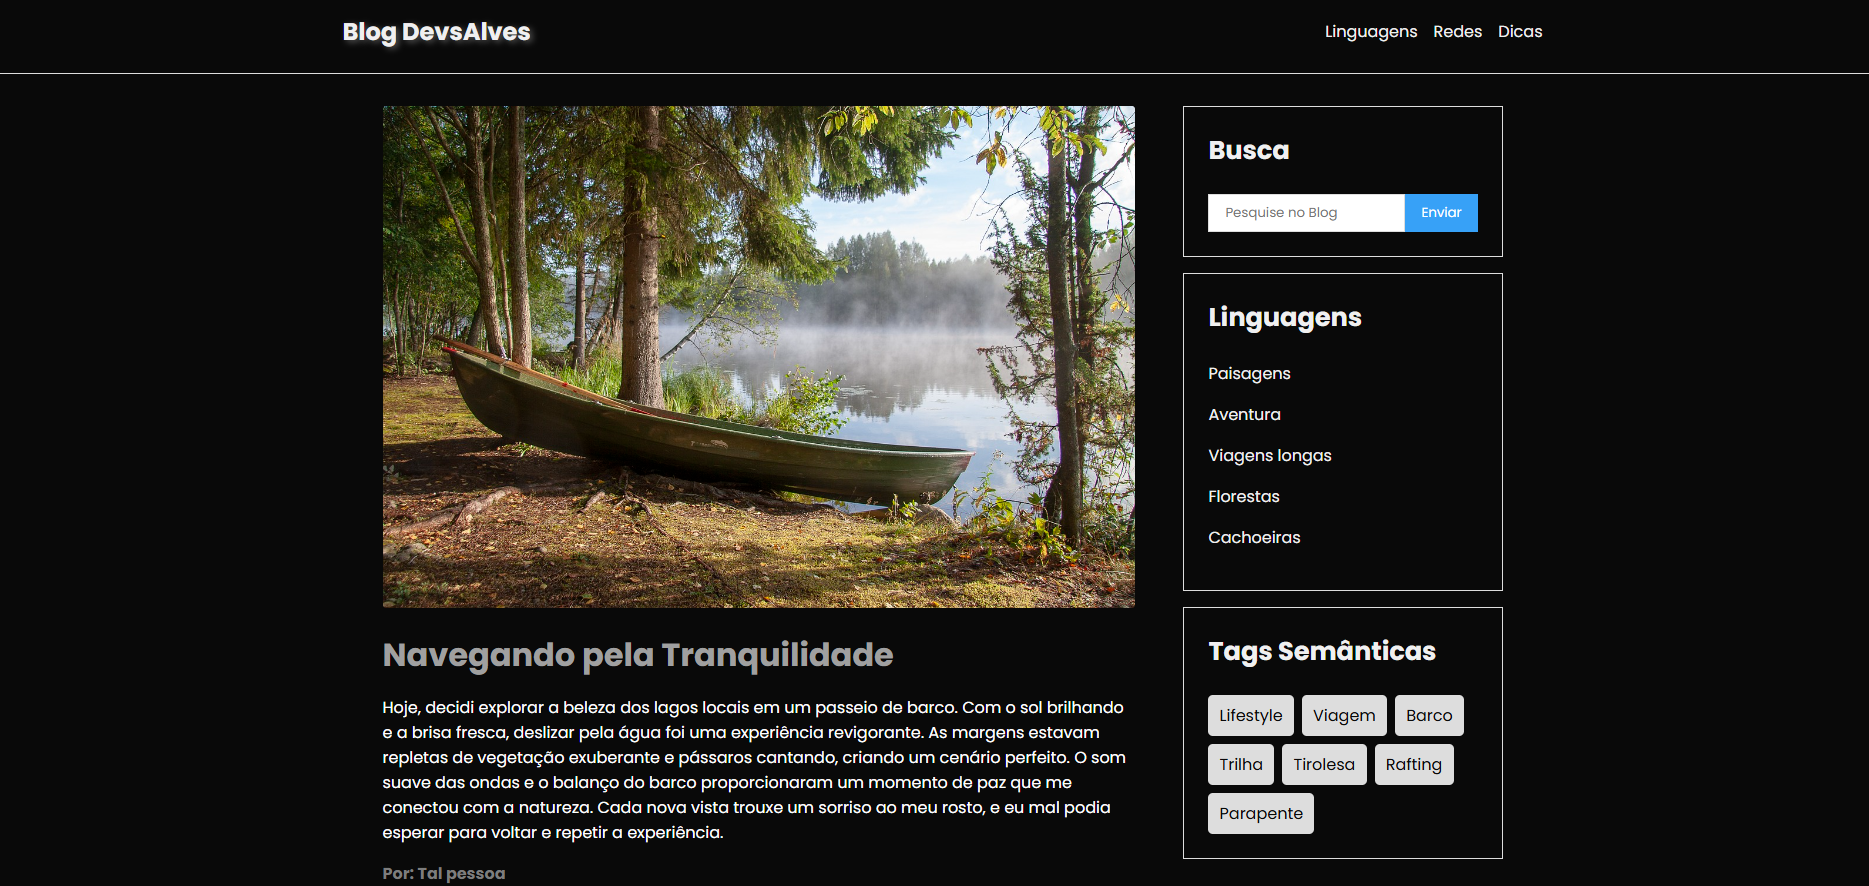 Blog DevsAlves
Linguagens Redes Dicas
Navegando pela Tranquilidade
Hoje, decidi explorar a beleza dos lagos locais em um passeio de barco. Com o sol brilhando
e a brisa fresca, deslizar pela água foi uma experiência revigorante. As margens estavam
repletas de vegetação exuberante e pássaros cantando, criando um cenário perfeito. O som
suave das ondas e o balanço do barco proporcionaram um momento de paz que me
conectou com a natureza. Cada nova vista trouxe um sorriso ao meu rosto, e eu mal podia
esperar para voltar e repetir a experiência.
Por: Tal pessoa
Busca
Pesquise no Blog Enviar
Linguagens
Paisagens
Aventura
Viagens longas
Florestas
Cachoeiras
Tags Semânticas
Lifestyle Viagem Barco
Trilha Tirolesa Rafting
Parapente